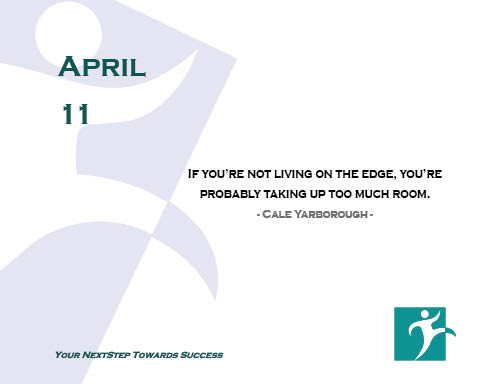 April
11
If you're not living on the edge, you're
probably taking up too much room.
- Cale Yarborough -
Your NextStep Towards Success